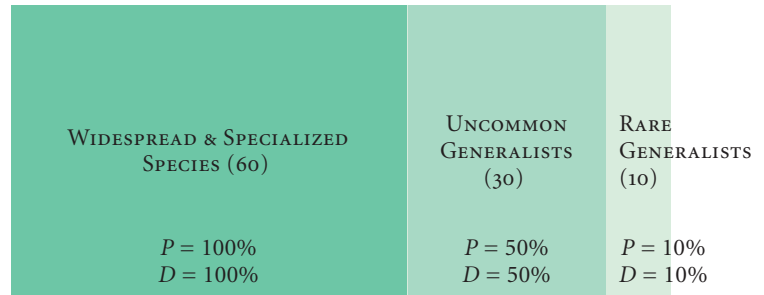 Widespread & Specialized
Species (60)
P = 100%
D = 100%
Uncommon
Generalists
(30)
P = 50%
D = 50%
Rare
Generalists
(10)
P = 10%
D = 10%